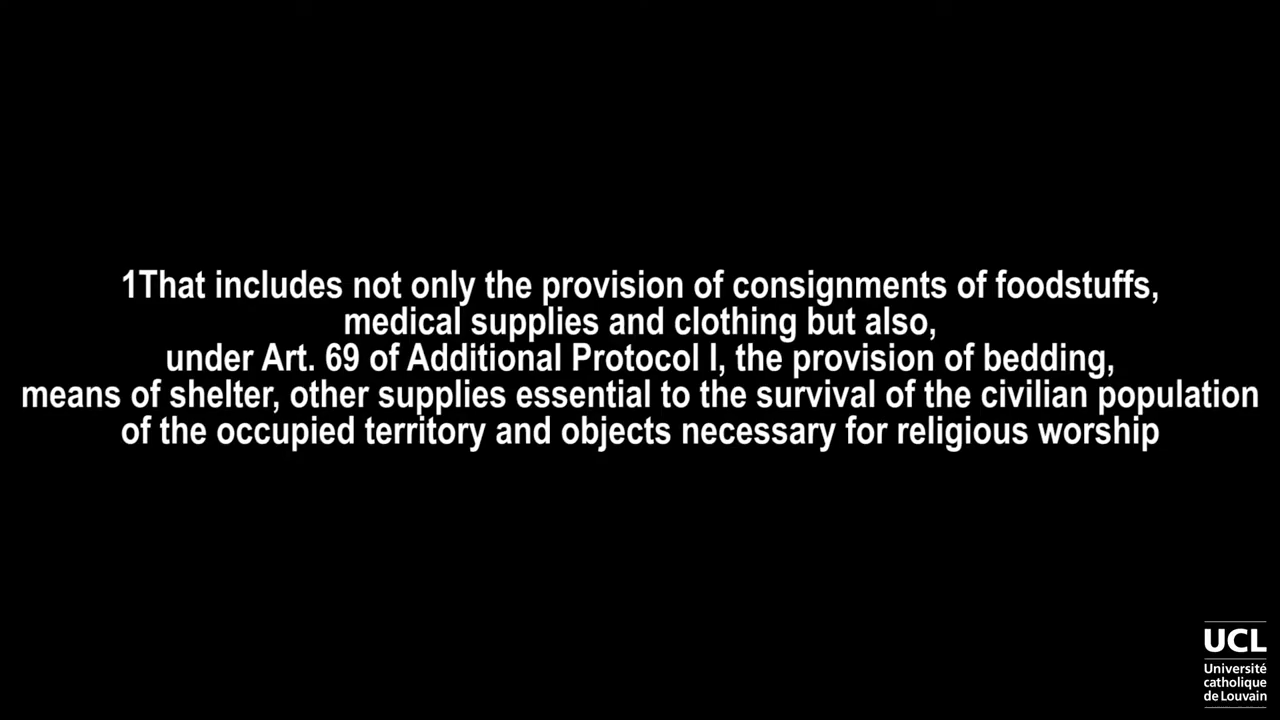 1That includes not only the provision of consignments of foodstuffs,
medical supplies and clothing but also,
under Art. 69 of Additional Protocol I, the provision of bedding,
means of shelter, other supplies essential to the survival of the civilian population
of the occupied territory and objects necessary for religious worship
UCL
Université
catholique
de Louvain